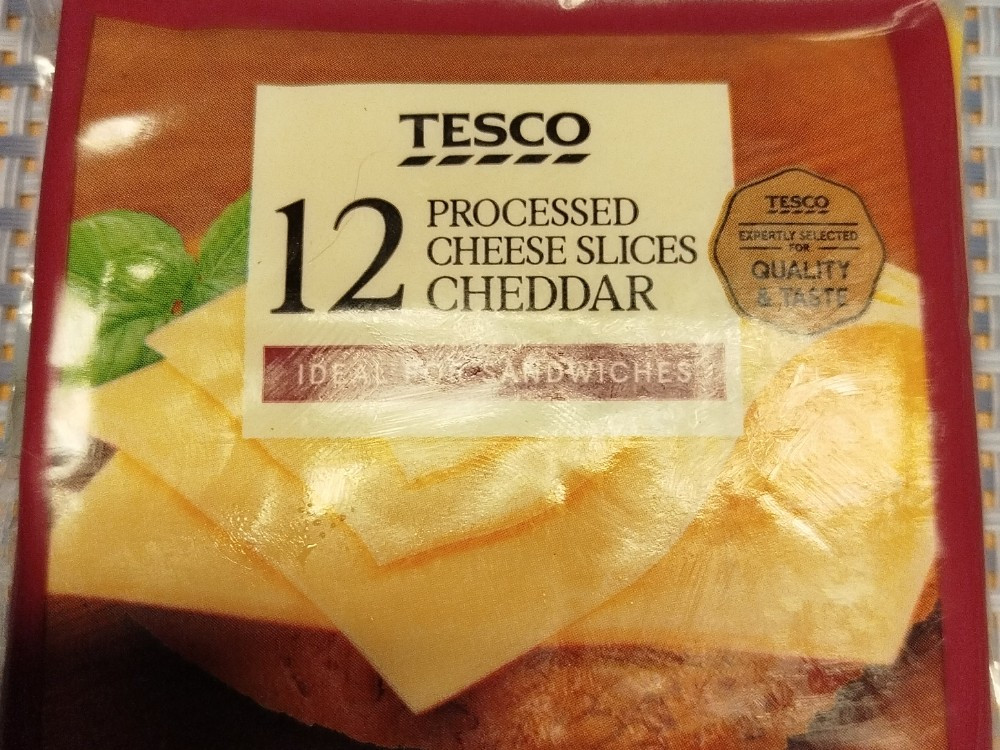 TESCO
12
PROCESSED
CHEESE SLICES
CHEDDAR
IDEAL FOR SANDWICHES
TESCO
EXPERTLY SELECTED
FOR
QUALITY
& TASTE